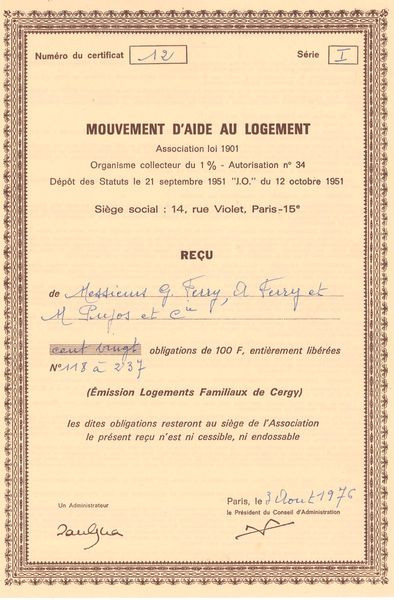 Numéro du certificat 12 Série I
MOUVEMENT D'AIDE AU LOGEMENT
Association loi 1901
Organisme collecteur du 1% - Autorisation n° 34
Dépôt des Statuts le 21 septembre 1951 "J.O." du 12 octobre 1951
Siège social : 14, rue Violet, Paris-15e
REÇU
de Messieurs G. Ferry, A Ferry et
M Pujos et Cie
cent vingt obligations de 100 F, entièrement libérées
N° 118 à 237
(Émission Logements Familiaux de Cergy)
les dites obligations resteront au siège de l'Association
le présent reçu n'est ni cessible, ni endossable
Un Administrateur
Paris, le 3 Aout 1976
le Président du Conseil d'Administration